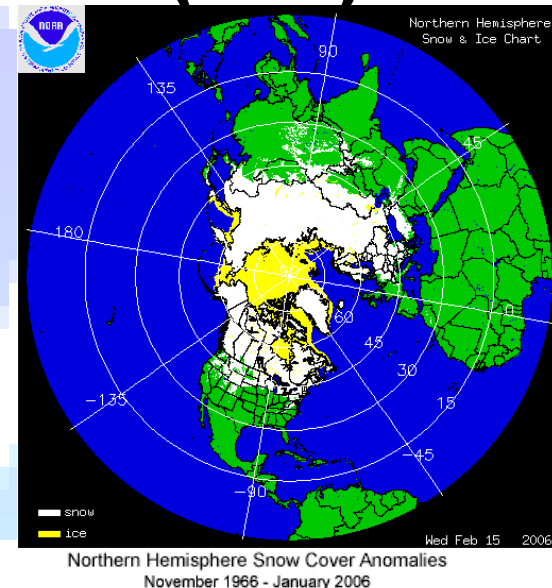 NOAA
Northern Hemisphere
Snow & Ice Chart
90
135
45
180
0
60
45
30
15
-135
-45
-90
snow
ice
Wed Feb 15 2006
Northern Hemisphere Snow Cover Anomalies
November 1966 - January 2006